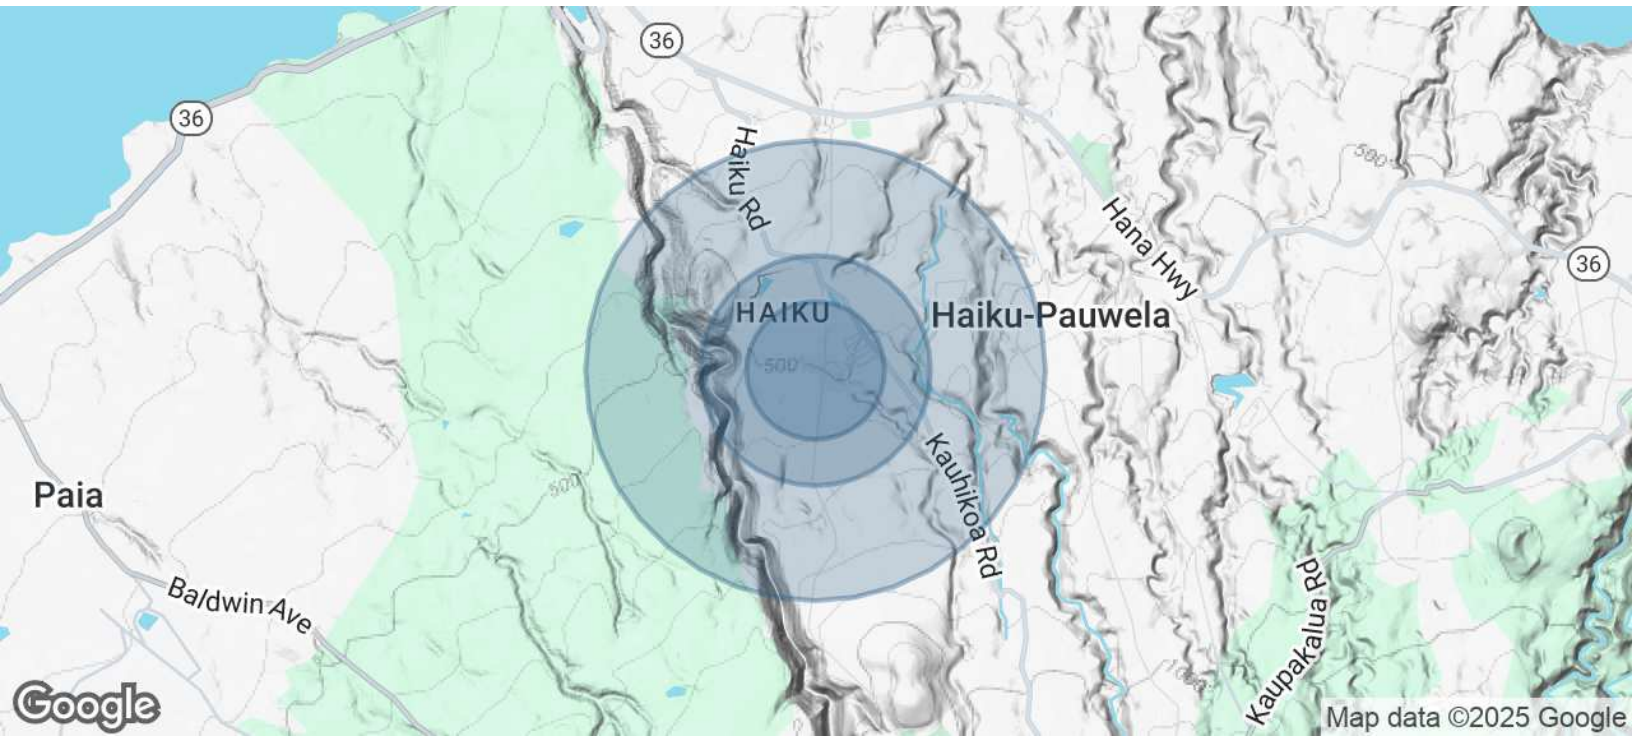 36
36
Haiku Rd
500
Hana Hwy
36
HAIKU
Haiku-Pauwela
500
Kauhikoa Rd
Paia
500
Baldwin Ave
Kaupakalua Rd
Google
Map data ©2025 Google